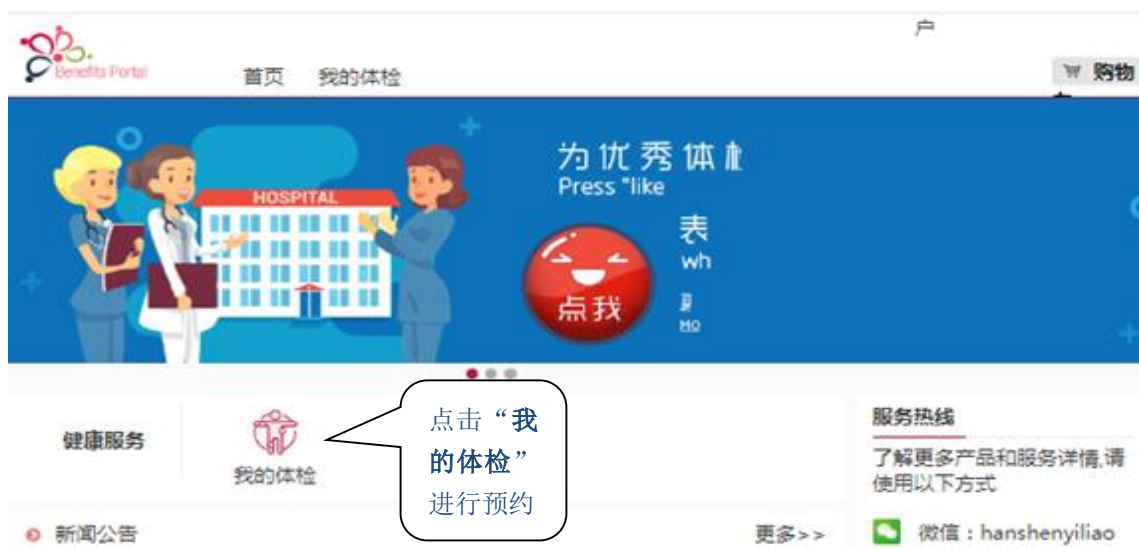 户
Benefits Portal
首页 我的体检
购物
HOSPITAL
为优秀体
Press "like
表
wh
点我
MO
点击“我
的体检”
进行预约
健康服务
我的体检
服务热线
了解更多产品和服务详情,请
使用以下方式
新闻公告
更多>>
微信：hanshenyiliao